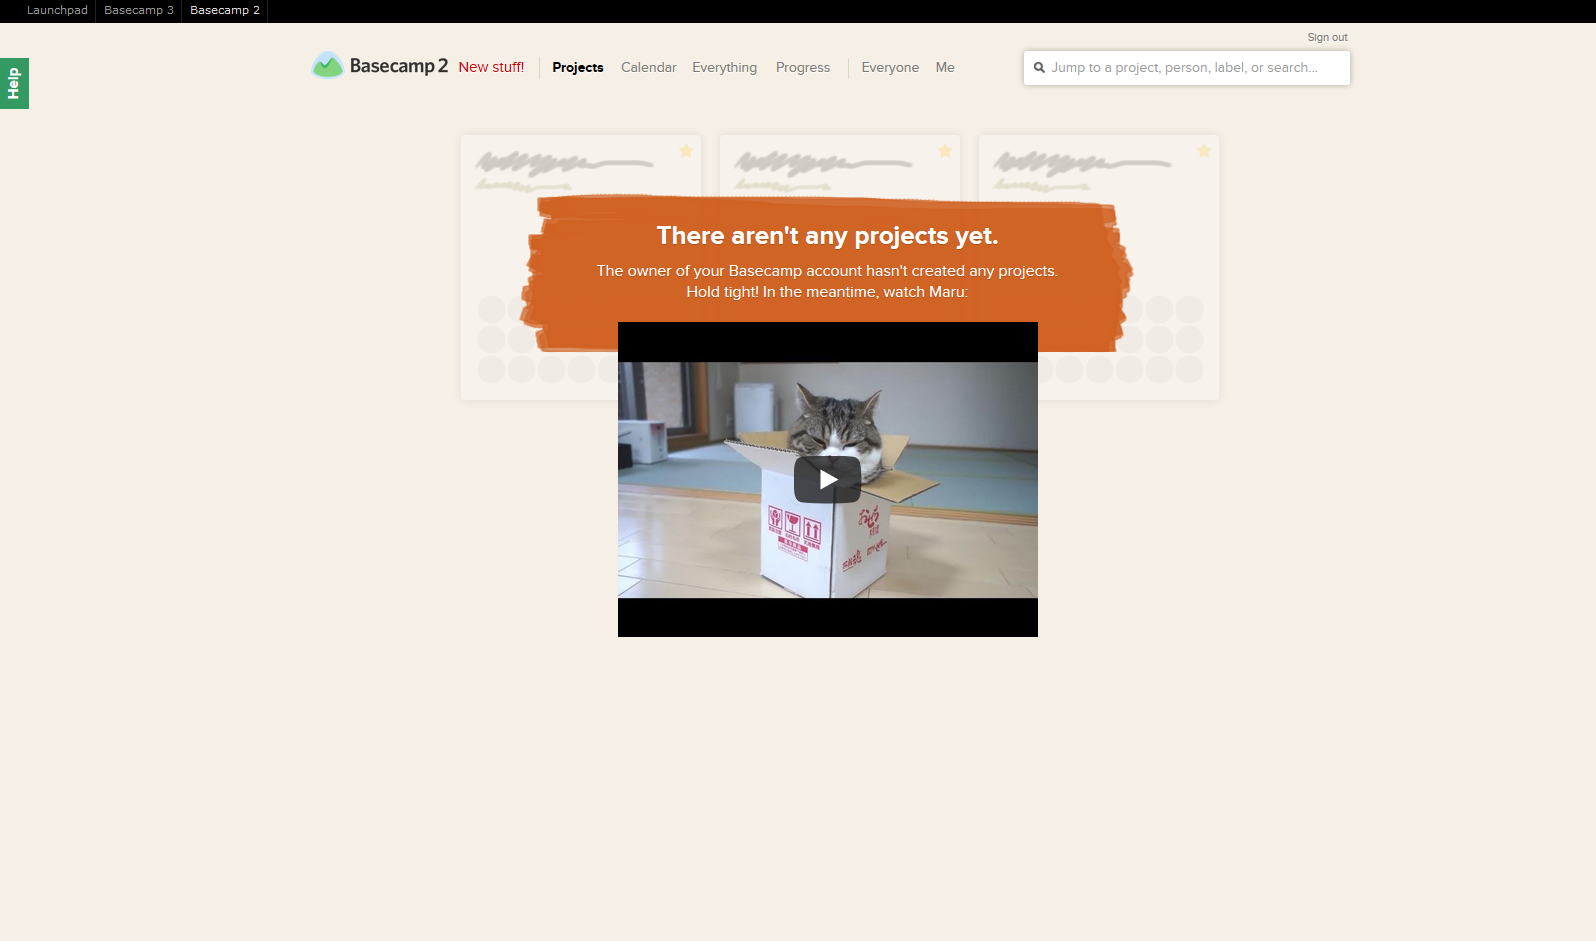 Launchpad Basecamp 3 Basecamp 2
Sign out
Help
Basecamp 2 New stuff! Projects Calendar Everything Progress Everyone Me
Jump to a project, person, label, or search...
There aren't any projects yet.
The owner of your Basecamp account hasn't created any projects.
Hold tight! In the meantime, watch Maru: